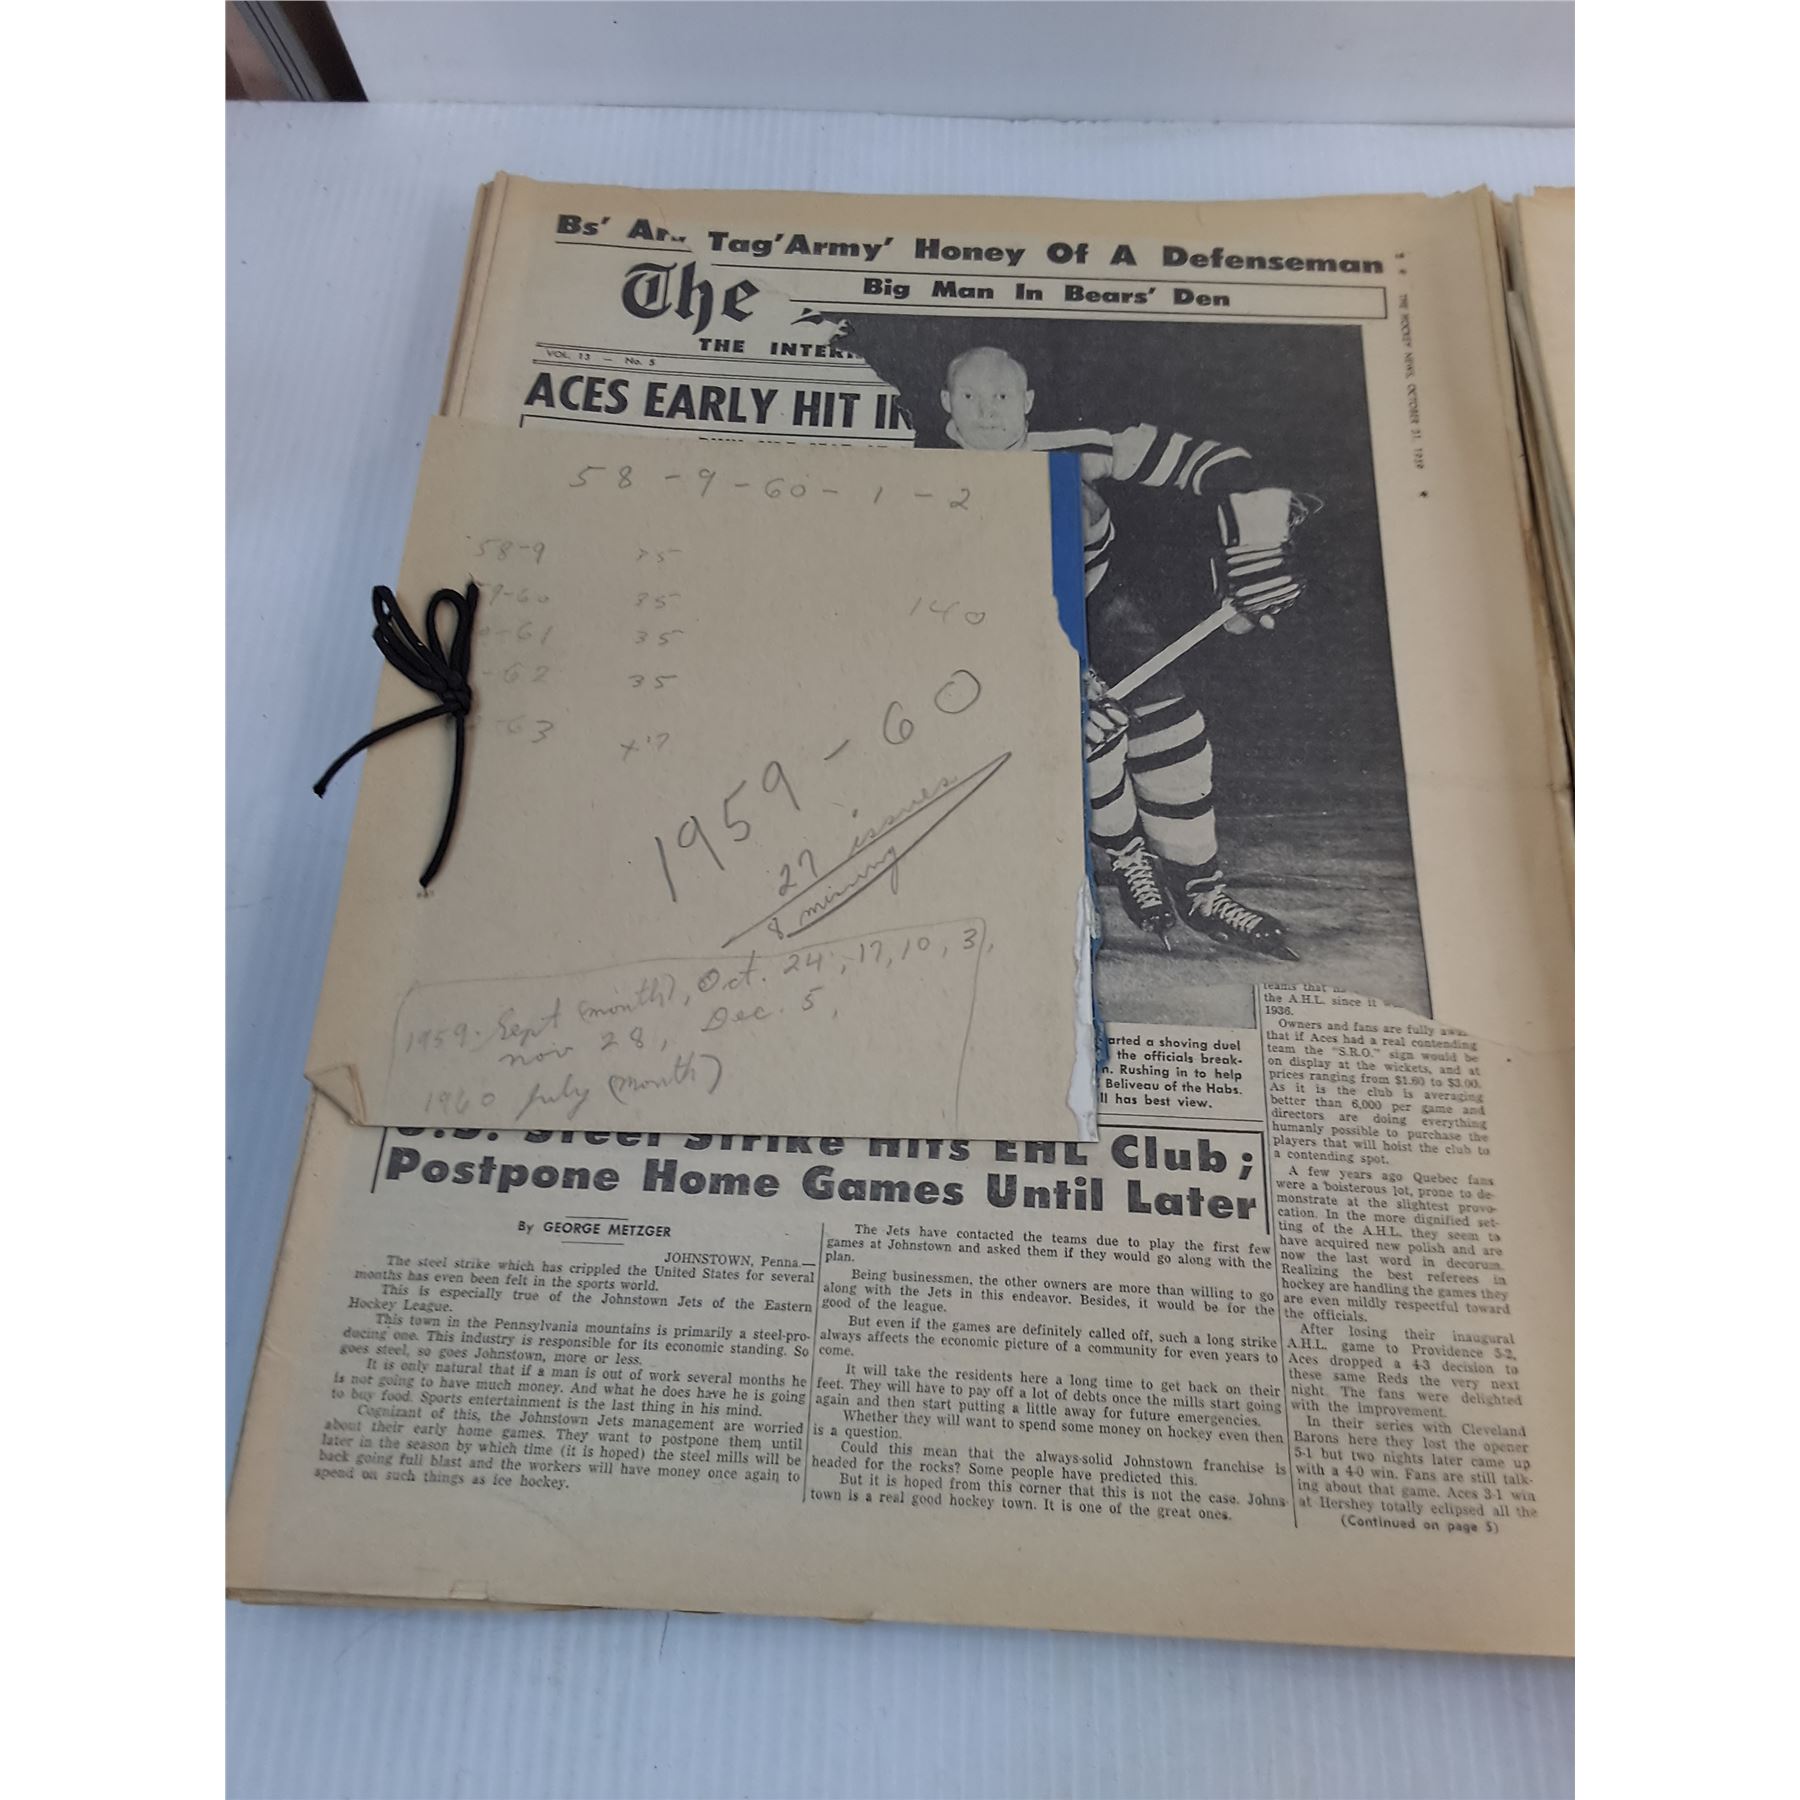 Bs' Tag 'Army' Honey Of A Defenseman
Big Man In Bears' Den
The
THE
VOL. 13 — No. 5
THE HOCKEY NEWS, OCTOBER 31, 1959
ACES EARLY HIT
58 - 9 - 60 - 1 - 2
58-9 35
35
140
35
35
1959 - 60
27 issues
8 missing
1959. Sept (month), Oct. 24, 17, 10, 3,
Nov 28, Dec. 5,
1960 July (month)
a shoving duel
the officials break-
Rushing in to help
Beliveau of the Habs.
has best view.
Steel Strike Hits EHL Club;
Postpone Home Games Until Later
By GEORGE METZGER
JOHNSTOWN, Penna.—
The steel strike which has crippled the United States for several
months has even been felt in the sports world.
This is especially true of the Johnstown Jets of the Eastern
Hockey League.
This town in the Pennsylvania mountains is primarily a steel-pro-
ducing one. This industry is responsible for its economic standing. So
goes steel, so goes Johnstown, more or less.
It is only natural that if a man is out of work several months he
is not going to have much money. And what he does have he is going
to buy food. Sports entertainment is the last thing in his mind.
Cognizant of this, the Johnstown Jets management are worried
about their early home games. They want to postpone them until
later in the season by which time (it is hoped) the steel mills will be
back going full blast and the workers will have money once again to
spend on such things as ice hockey.
The Jets have contacted the teams due to play the first few
games at Johnstown and asked them if they would go along with the
plan.
Being businessmen, the other owners are more than willing to go
along with the Jets in this endeavor. Besides, it would be for the
good of the league.
But even if the games are definitely called off, such a long strike
always affects the economic picture of a community for even years to
come.
It will take the residents here a long time to get back on their
feet. They will have to pay off a lot of debts once the mills start going
again and then start putting a little away for future emergencies.
Whether they will want to spend some money on hockey even then
is a question.
Could this mean that the always-solid Johnstown franchise is
headed for the rocks? Some people have predicted this.
But it is hoped from this corner that this is not the case. Johns-
town is a real good hockey town. It is one of the great ones.
teams that
the A.H.L. since it
1936.
Owners and fans are fully
that if Aces had a real contending
team the "S.R.O." sign would be
on display at the wickets, and at
prices ranging from $1.60 to $3.00.
As it is the club is averaging
better than 6,000 per game and
directors are doing everything
humanly possible to purchase the
players that will hoist the club to
a contending spot.
A few years ago Quebec fans
were a boisterous lot, prone to de-
monstrate at the slightest provo-
cation. In the more dignified set-
ting of the A.H.L. they seem to
have acquired new polish and are
now the last word in decorum.
Realizing the best referees in
hockey are handling the games they
are even mildly respectful toward
the officials.
After losing their inaugural
A.H.L. game to Providence 5-2,
Aces dropped a 4-3 decision to
these same Reds the very next
night. The fans were delighted
with the improvement.
In their series with Cleveland
Barons here they lost the opener
5-1 but two nights later came up
with a 4-0 win. Fans are still talk-
ing about that game. Aces 3-1 win
at Hershey totally eclipsed all the
(Continued on page 5)